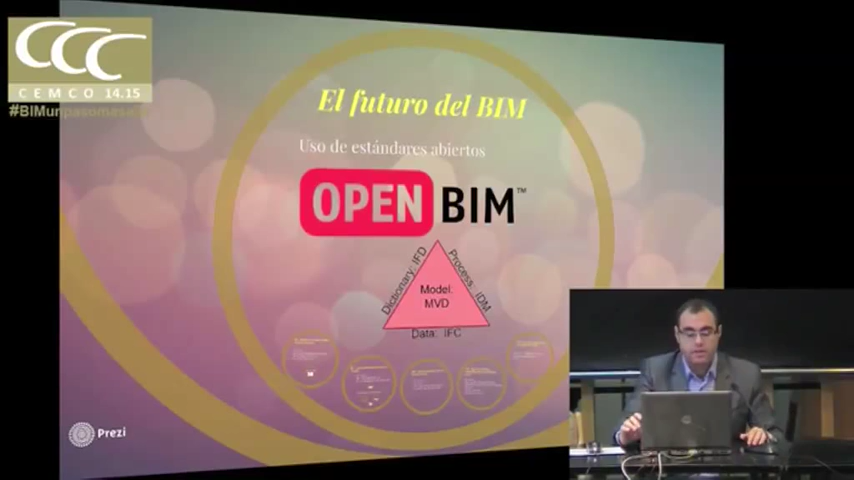 CCC
CEMCO 14.15
#BIMunpasomas
El futuro del BIM
Uso de estándares abiertos
OPEN BIM™
Dictionary: IFD
Process: IDM
Model:
MVD
Data: IFC
Prezi